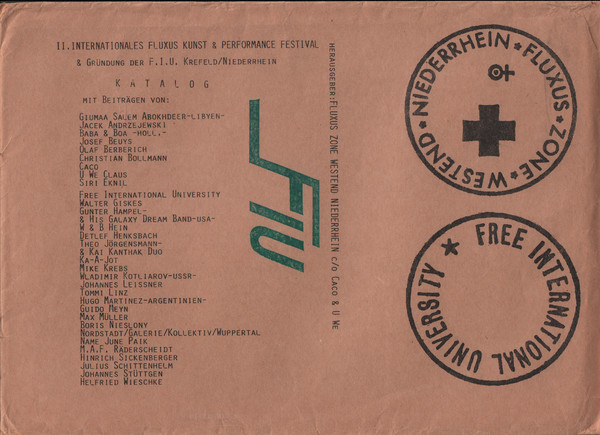 II.INTERNATIONALES FLUXUS KUNST & PERFORMANCE FESTIVAL
& GRÜNDUNG DER F.I.U. KREFELD/NIEDERRHEIN
KATALOG
MIT BEITRÄGEN VON:
GIUMAA SALEM ABOKHDEER-LIBYEN-
JACEK ANDRZEJEWSKI
BABA & BOA -HOLL.-
JOSEF BEUYS
OLAF BERBERICH
CHRISTIAN BOLLMANN
CACO
U WE CLAUS
SIRI EKNIL
FREE INTERNATIONAL UNIVERSITY
WALTER GISKES
GUNTER HAMPEL-
& HIS GALAXY DREAM BAND-USA-
W & B HEIN
DETLEF HENKSBACH
THEO JÖRGENSMANN-
& KAI KANTHAK DUO
KA-A-JOT
MIKE KREBS
WLADIMIR KOTLIAROV-USSR-
JOHANNES LEISSNER
TOMMI LINZ
HUGO MARTINEZ-ARGENTINIEN-
GUIDO MEYN
MAX MÜLLER
BORIS NIESLONY
NORDSTADT/GALERIE/KOLLEKTIV/WUPPERTAL
NAME JUNE PAIK
M.A.F. RÄDERSCHEIDT
HINRICH SICKENBERGER
JULIUS SCHITTENHELM
JOHANNES STÜTTGEN
HELFRIED WIESCHKE
FIU
HERAUSGEBER:FLUXUS ZONE WESTEND NIEDERRHEIN c/o CACO & U WE
NIEDERRHEIN★FLUXUS★ZONE★WESTEND★
FREE INTERNATIONAL UNIVERSITY ★